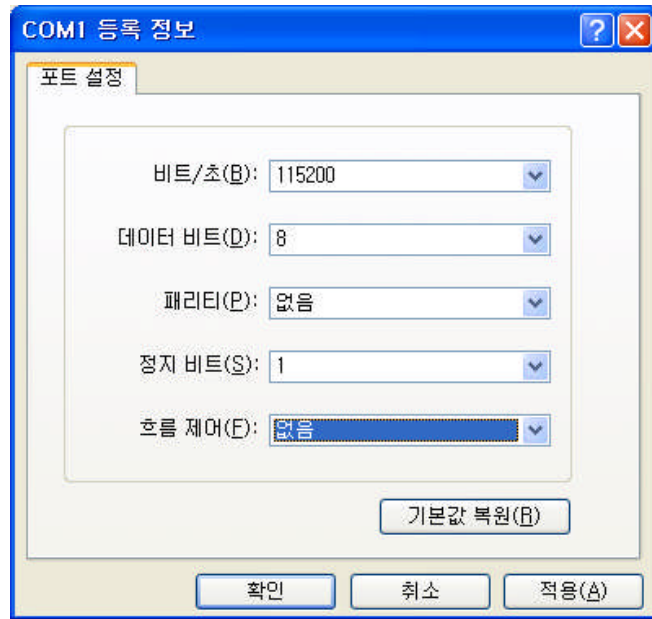 COM1 등록 정보
포트 설정
비트/초(B): 115200
데이터 비트(D): 8
패리티(P): 없음
정지 비트(S): 1
흐름 제어(F): 없음
기본값 복원(R)
확인 취소 적용(A)